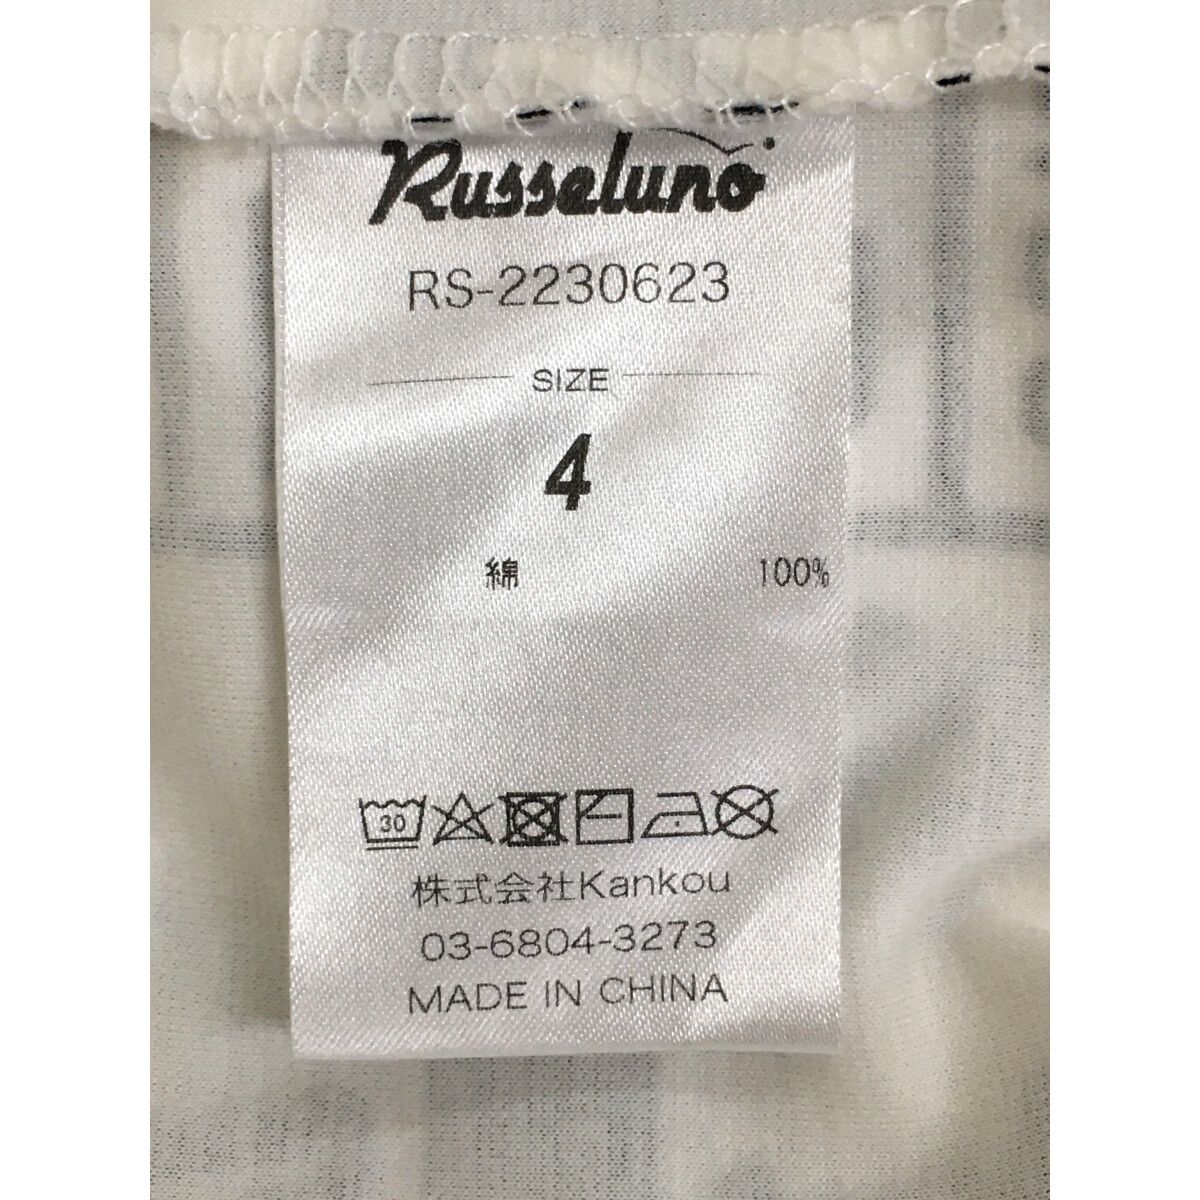 Russeluno
RS-2230623
SIZE
4
綿 100%
30
株式会社Kankou
03-6804-3273
MADE IN CHINA